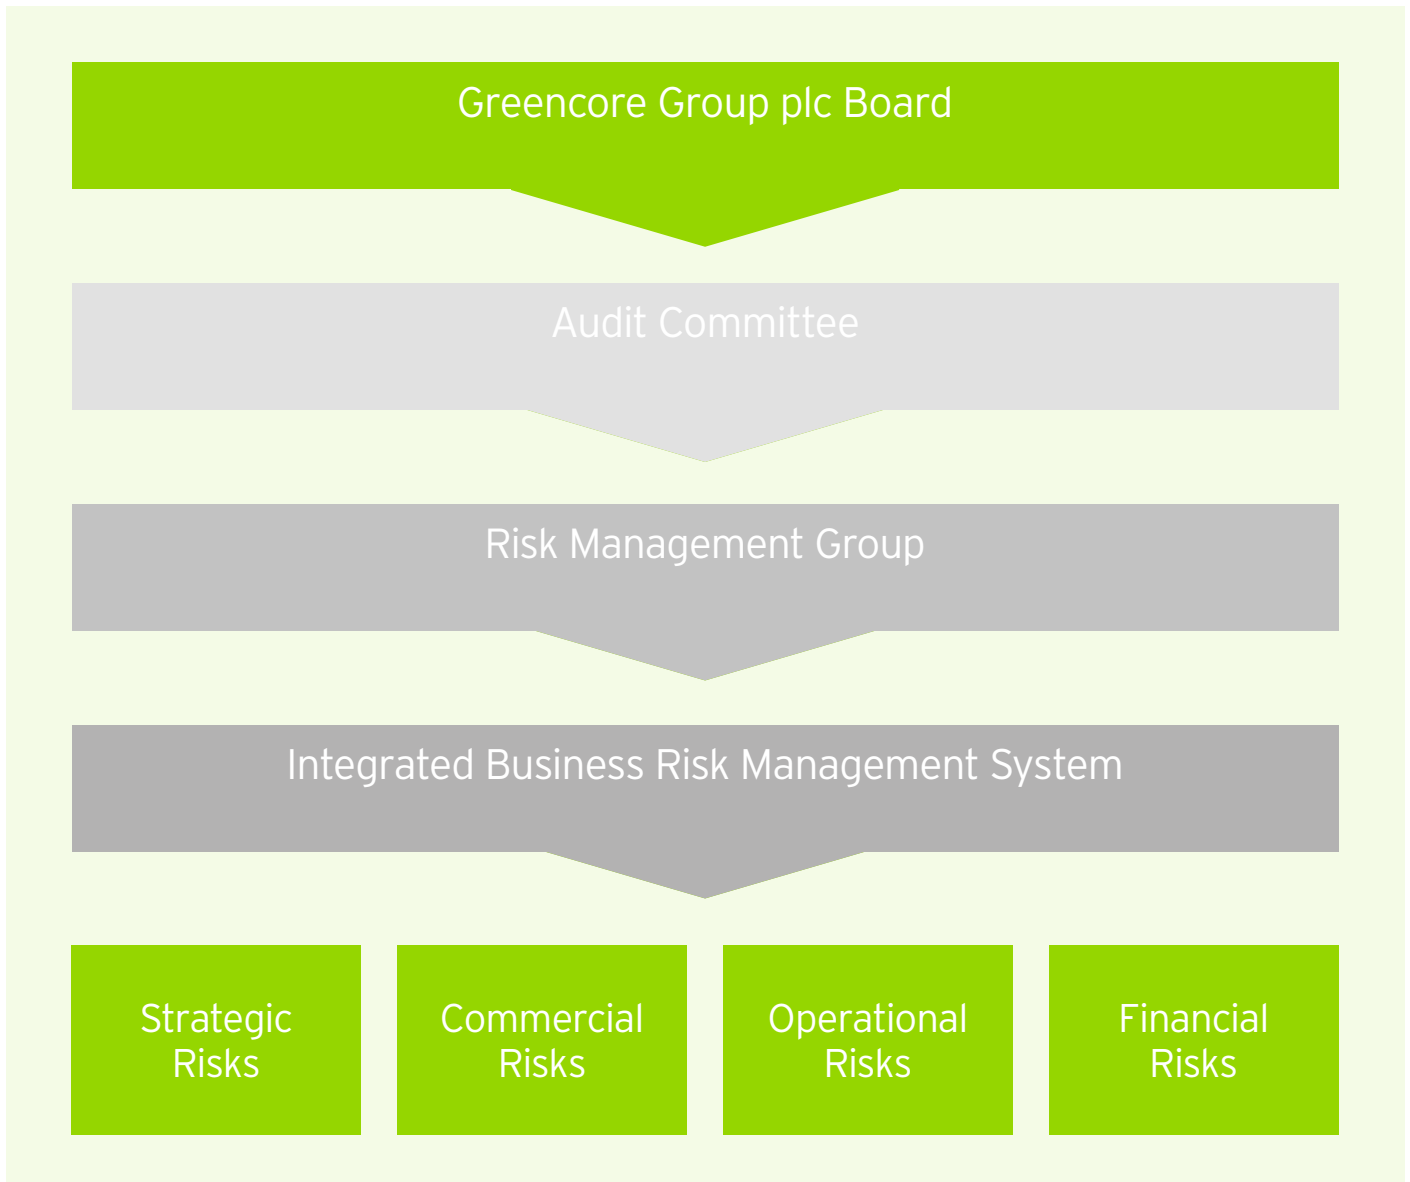 Greencore Group plc Board
Audit Committee
Risk Management Group
Integrated Business Risk Management System
Strategic
Risks
Commercial
Risks
Operational
Risks
Financial
Risks